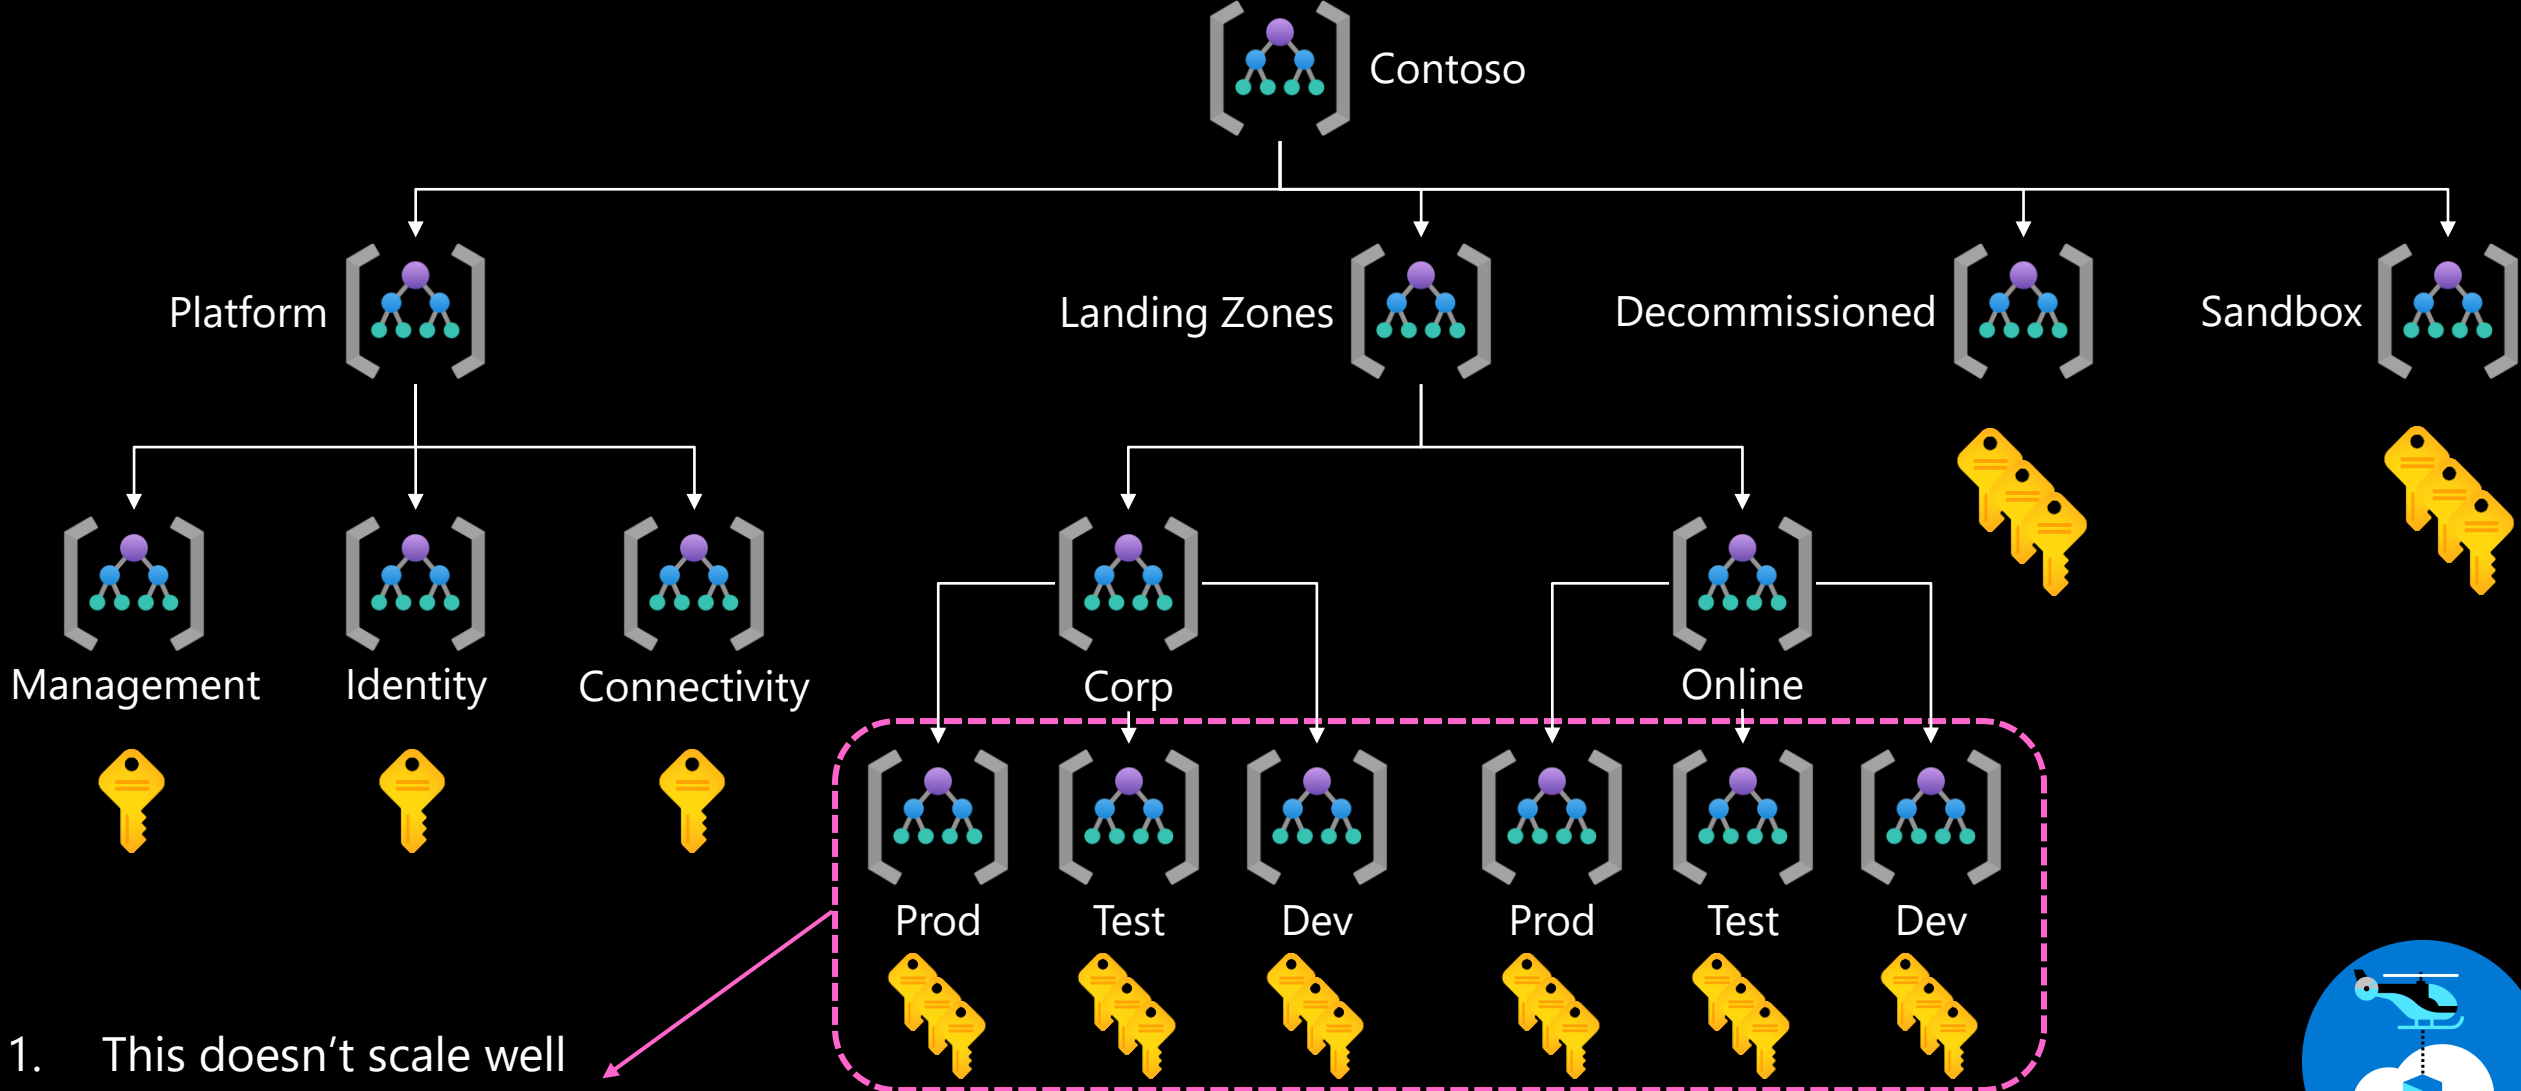 Contoso
Platform
Landing Zones
Decommissioned
Sandbox
Management
Identity
Connectivity
Corp
Online
Prod
Test
Dev
Prod
Test
Dev
1. This doesn’t scale well